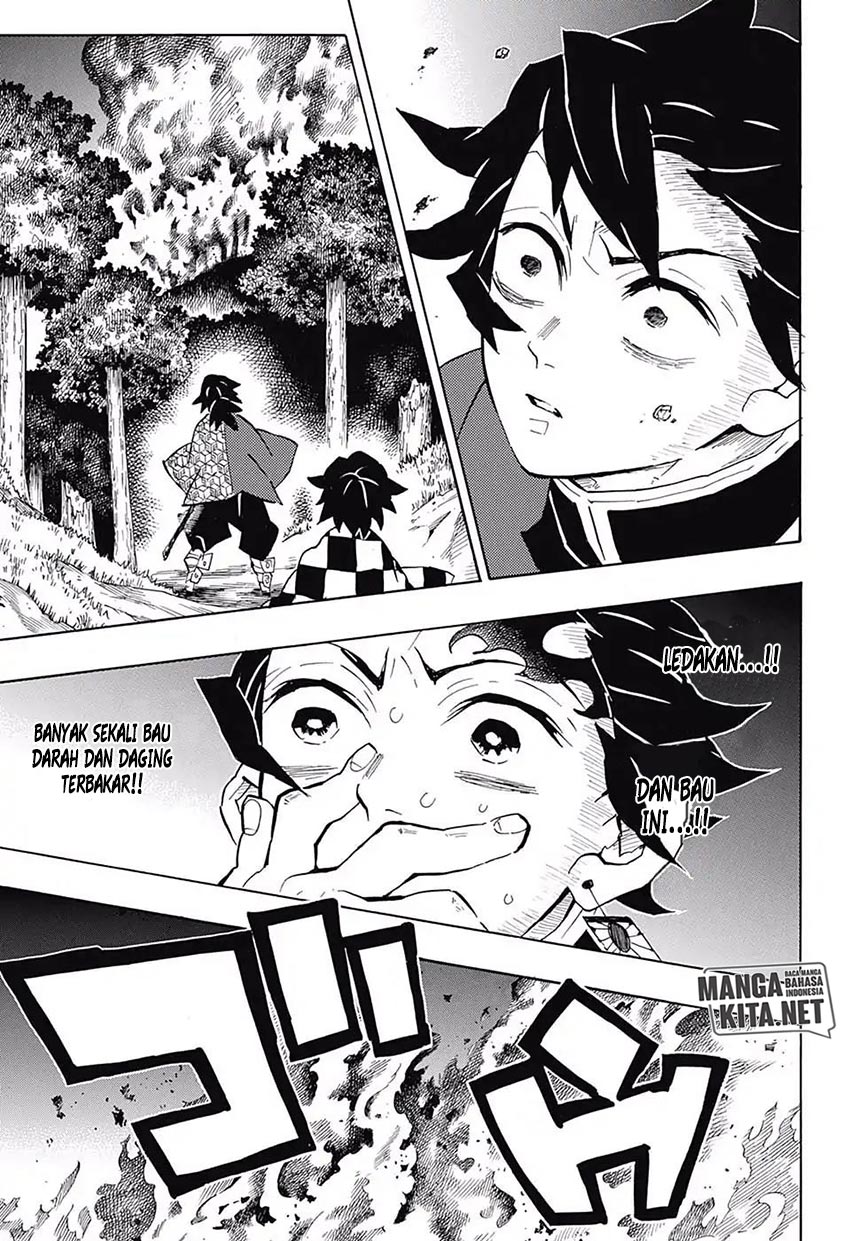 LEDAKAN...!!
DAN BAU
INI...!!
BANYAK SEKALI BAU
DARAH DAN DAGING
TERBAKAR!!
ゴォ
MANGA
KITA.NET
BACA MANGA
BAHASA
INDONESIA